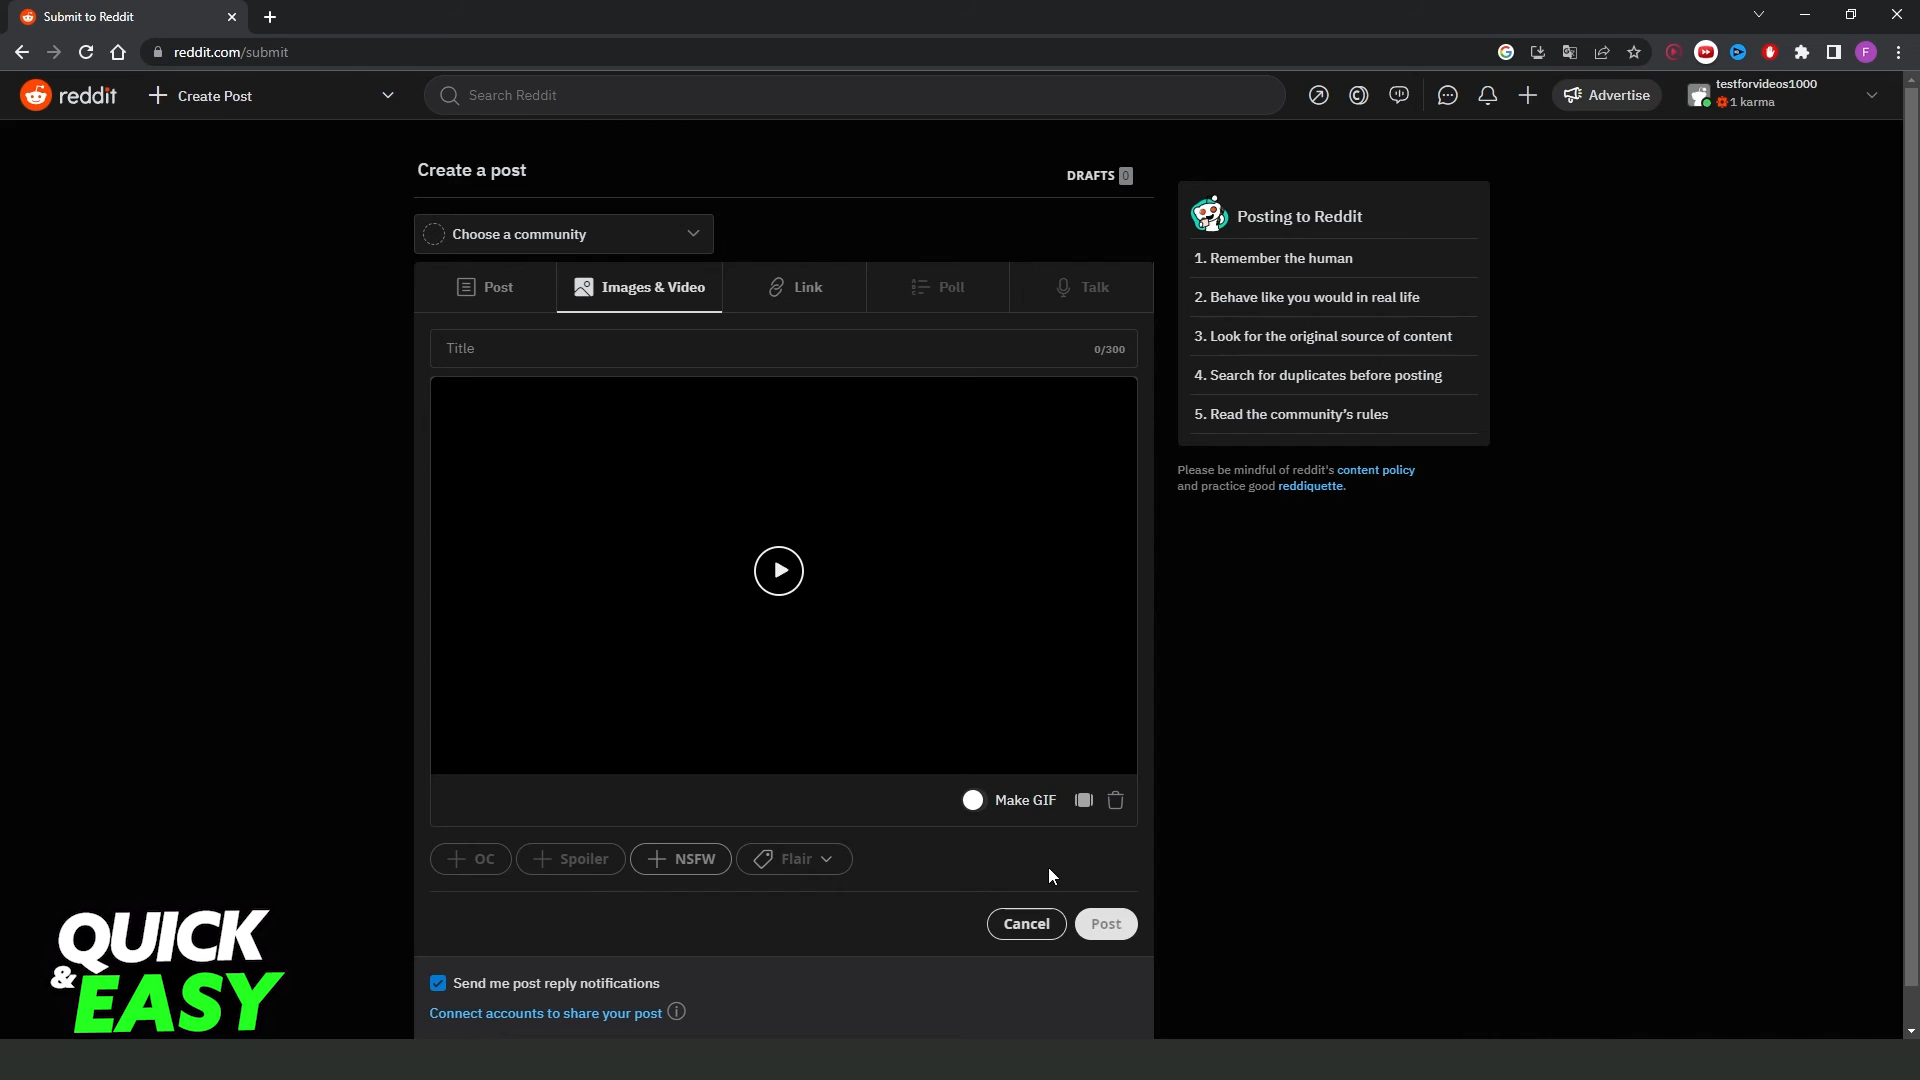 Submit to Reddit
reddit.com/submit
F
reddit
Create Post
Search Reddit
Advertise
testforvideos1000
1 karma
Create a post
DRAFTS 0
Choose a community
Post
Images & Video
Link
Poll
Talk
Title
0/300
Make GIF
OC
Spoiler
NSFW
Flair
Cancel
Post
Send me post reply notifications
Connect accounts to share your post
Posting to Reddit
1. Remember the human
2. Behave like you would in real life
3. Look for the original source of content
4. Search for duplicates before posting
5. Read the community's rules
Please be mindful of reddit's content policy
and practice good reddiquette.
QUICK
& EASY